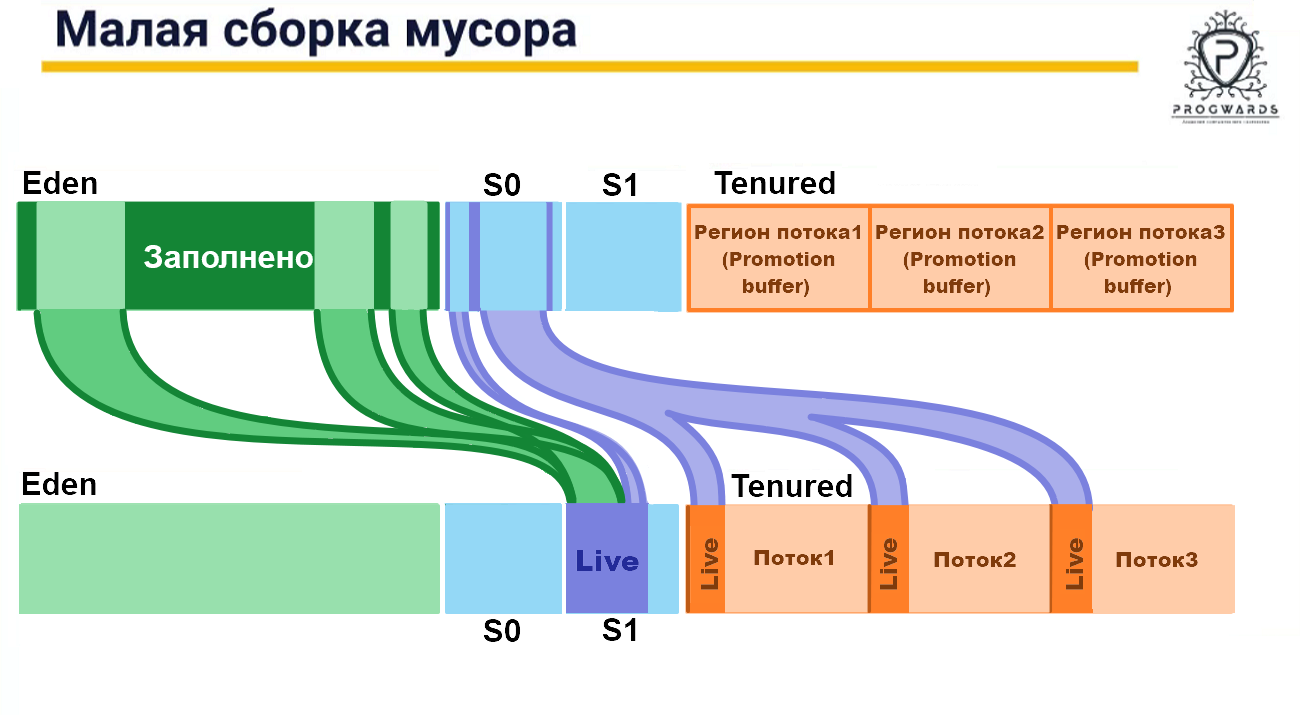 Малая сборка мусора
PROGWARDS
Eden
S0
S1
Tenured
Заполнено
Регион потока1
(Promotion
buffer)
Регион потока2
(Promotion
buffer)
Регион потока3
(Promotion
buffer)
Eden
Tenured
Live
Live
Поток1
Live
Поток2
Live
Поток3
S0
S1